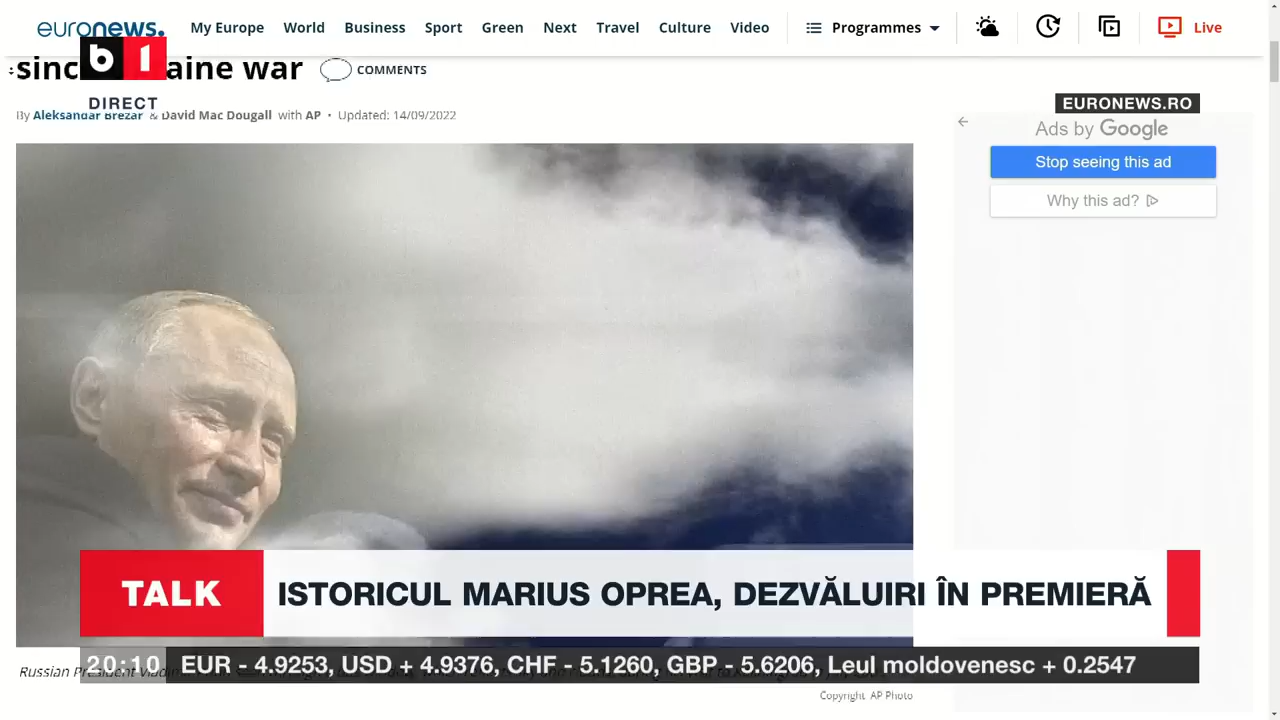 euronews. My Europe World Business Sport Green Next Travel Culture Video Programmes Live
b1
sinc aine war COMMENTS
DIRECT
EURONEWS.RO
By Aleksandar Brezar & David Mac Dougall with AP • Updated: 14/09/2022
Ads by Google
Stop seeing this ad
Why this ad?
TALK ISTORICUL MARIUS OPREA, DEZVĂLUIRI ÎN PREMIERĂ
20:10 EUR - 4.9253, USD + 4.9376, CHF - 5.1260, GBP - 5.6206, Leul moldovenesc + 0.2547
Russian President
Copyright AP Photo